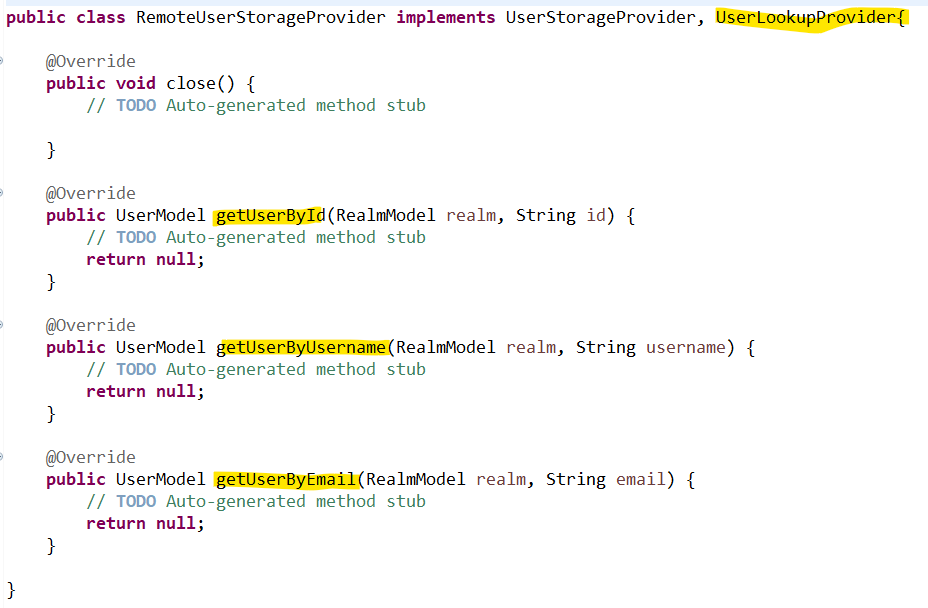 public class RemoteUserStorageProvider implements UserStorageProvider, UserLookupProvider{
@Override
public void close() {
// TODO Auto-generated method stub
}
@Override
public UserModel getUserById(RealmModel realm, String id) {
// TODO Auto-generated method stub
return null;
}
@Override
public UserModel getUserByUsername(RealmModel realm, String username) {
// TODO Auto-generated method stub
return null;
}
@Override
public UserModel getUserByEmail(RealmModel realm, String email) {
// TODO Auto-generated method stub
return null;
}
}